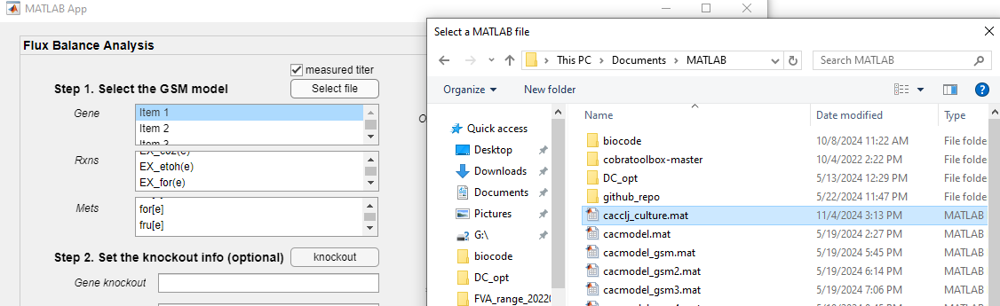 MATLAB App
Flux Balance Analysis
measured titer
Step 1. Select the GSM model
Select file
Gene
Item 1
Item 2
Item 3
Rxns
EX_co2(e)
EX_etoh(e)
EX_for(e)
Mets
for[e]
fru[e]
Step 2. Set the knockout info (optional)
knockout
Gene knockout
Select a MATLAB file
This PC > Documents > MATLAB
Search MATLAB
Organize
New folder
Name
Date modified
Type
Quick access
Desktop
Downloads
Documents
Pictures
G:\
biocode
DC_opt
biocode 10/8/2024 11:22 AM File folde
cobratoolbox-master 10/4/2022 2:22 PM File folde
DC_opt 5/13/2024 12:29 PM File folde
github_repo 5/22/2024 11:47 PM File folde
cacclj_culture.mat 11/4/2024 3:13 PM MATLAB
cacmodel.mat 5/19/2024 2:27 PM MATLAB
cacmodel_gsm.mat 5/19/2024 5:45 PM MATLAB
cacmodel_gsm2.mat 5/19/2024 6:14 PM MATLAB
cacmodel_gsm3.mat 5/19/2024 7:06 PM MATLAB